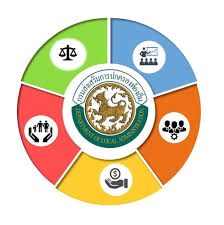 กรมส่งเสริมการปกครองท้องถิ่น
DEPARTMENT OF LOCAL ADMINISTRATION
$